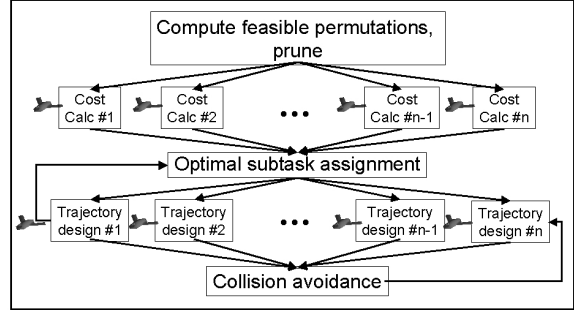 Compute feasible permutations,
prune
Cost
Calc #1
Cost
Calc #2
• • •
Cost
Calc #n-1
Cost
Calc #n
Optimal subtask assignment
Trajectory
design #1
Trajectory
design #2
• • •
Trajectory
design #n-1
Trajectory
design #n
Collision avoidance